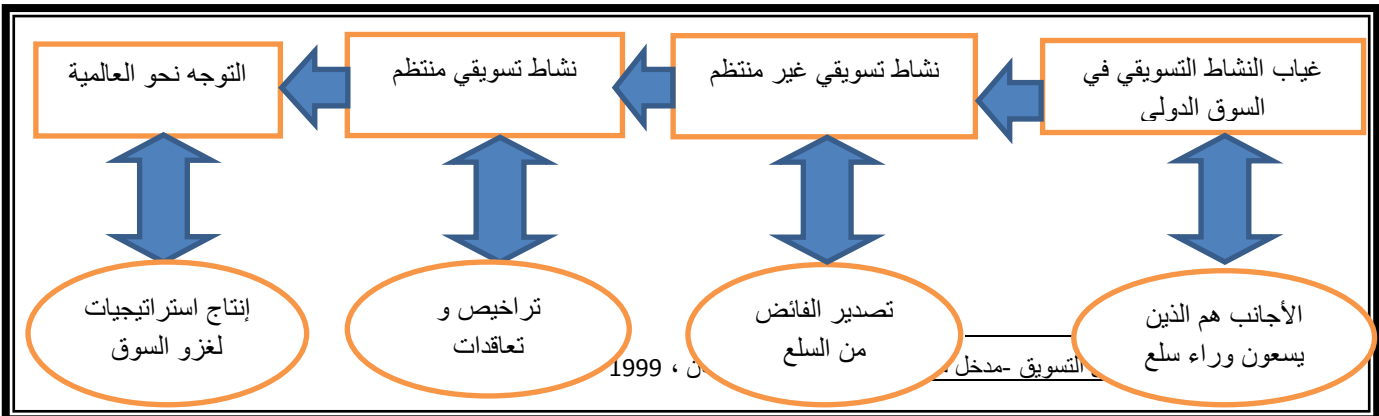 غياب النشاط التسويقي في
السوق الدولي
نشاط تسويقي غير منتظم
نشاط تسويقي منتظم
التوجه نحو العالمية
الأجانب هم الذين
يسعون وراء سلع
تصدير الفائض
من السلع
تراخيص و
تعاقدات
إنتاج استراتيجيات
لغزو السوق
التسويق -مدخل
، 1999